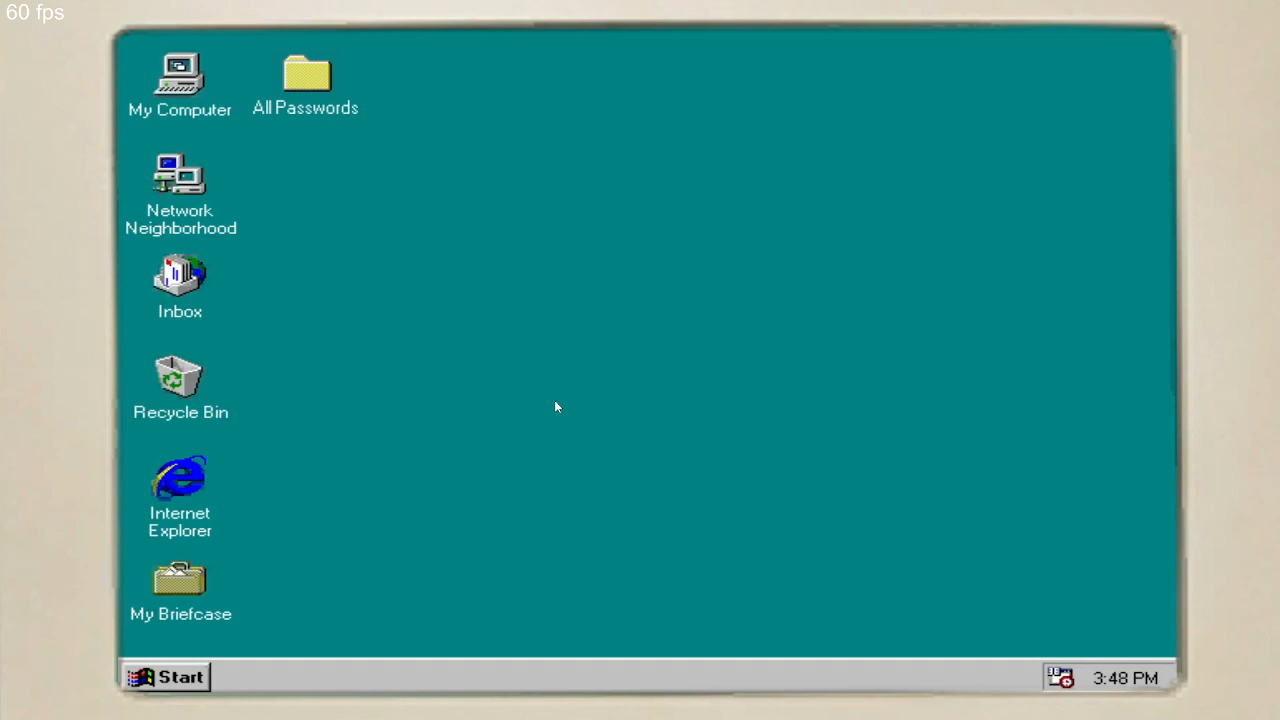 60 fps
My Computer
All Passwords
Network
Neighborhood
Inbox
Recycle Bin
Internet
Explorer
My Briefcase
Start
3:48 PM